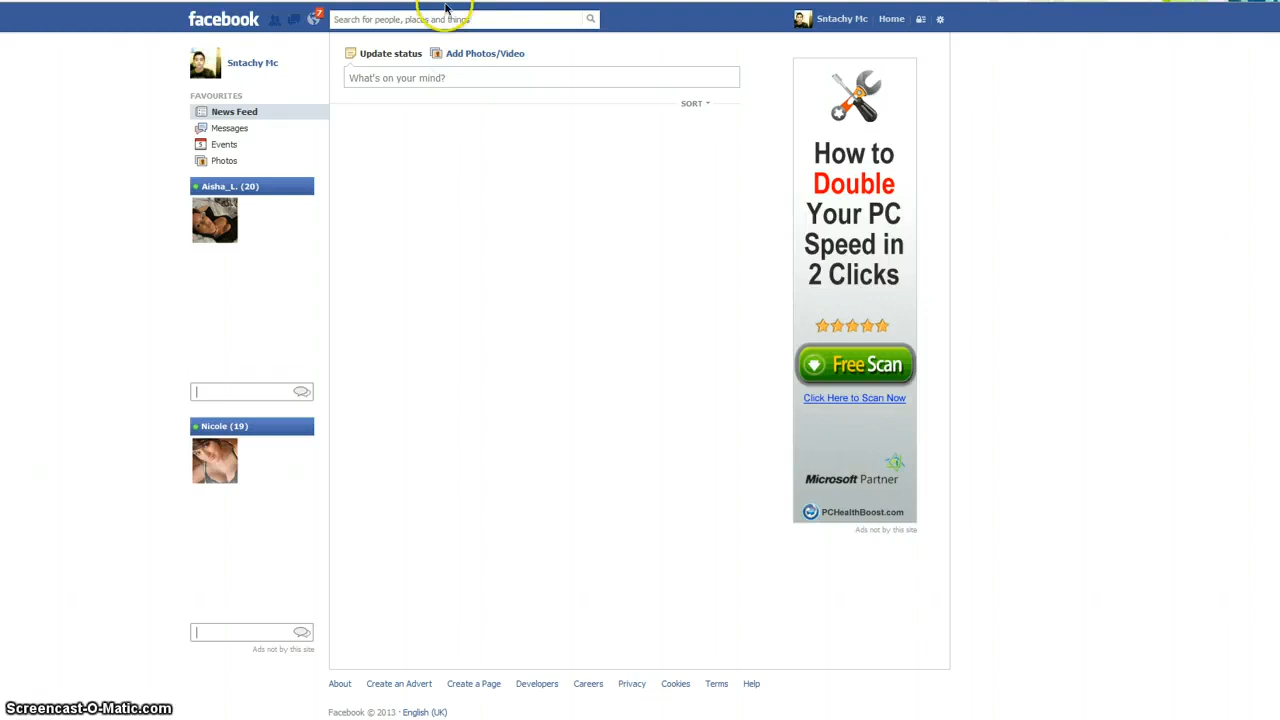 facebook
7
Search for people, places and things
Sntachy Mc
Home
Sntachy Mc
FAVOURITES
News Feed
Messages
5
Events
Photos
Aisha_L. (20)
Nicole (19)
Ads not by this site
Update status
Add Photos/Video
What's on your mind?
SORT
How to
Double
Your PC
Speed in
2 Clicks
Free Scan
Click Here to Scan Now
Microsoft Partner
PCHealthBoost.com
Ads not by this site
About Create an Advert Create a Page Developers Careers Privacy Cookies Terms Help
Facebook © 2013 · English (UK)
Screencast-O-Matic.com